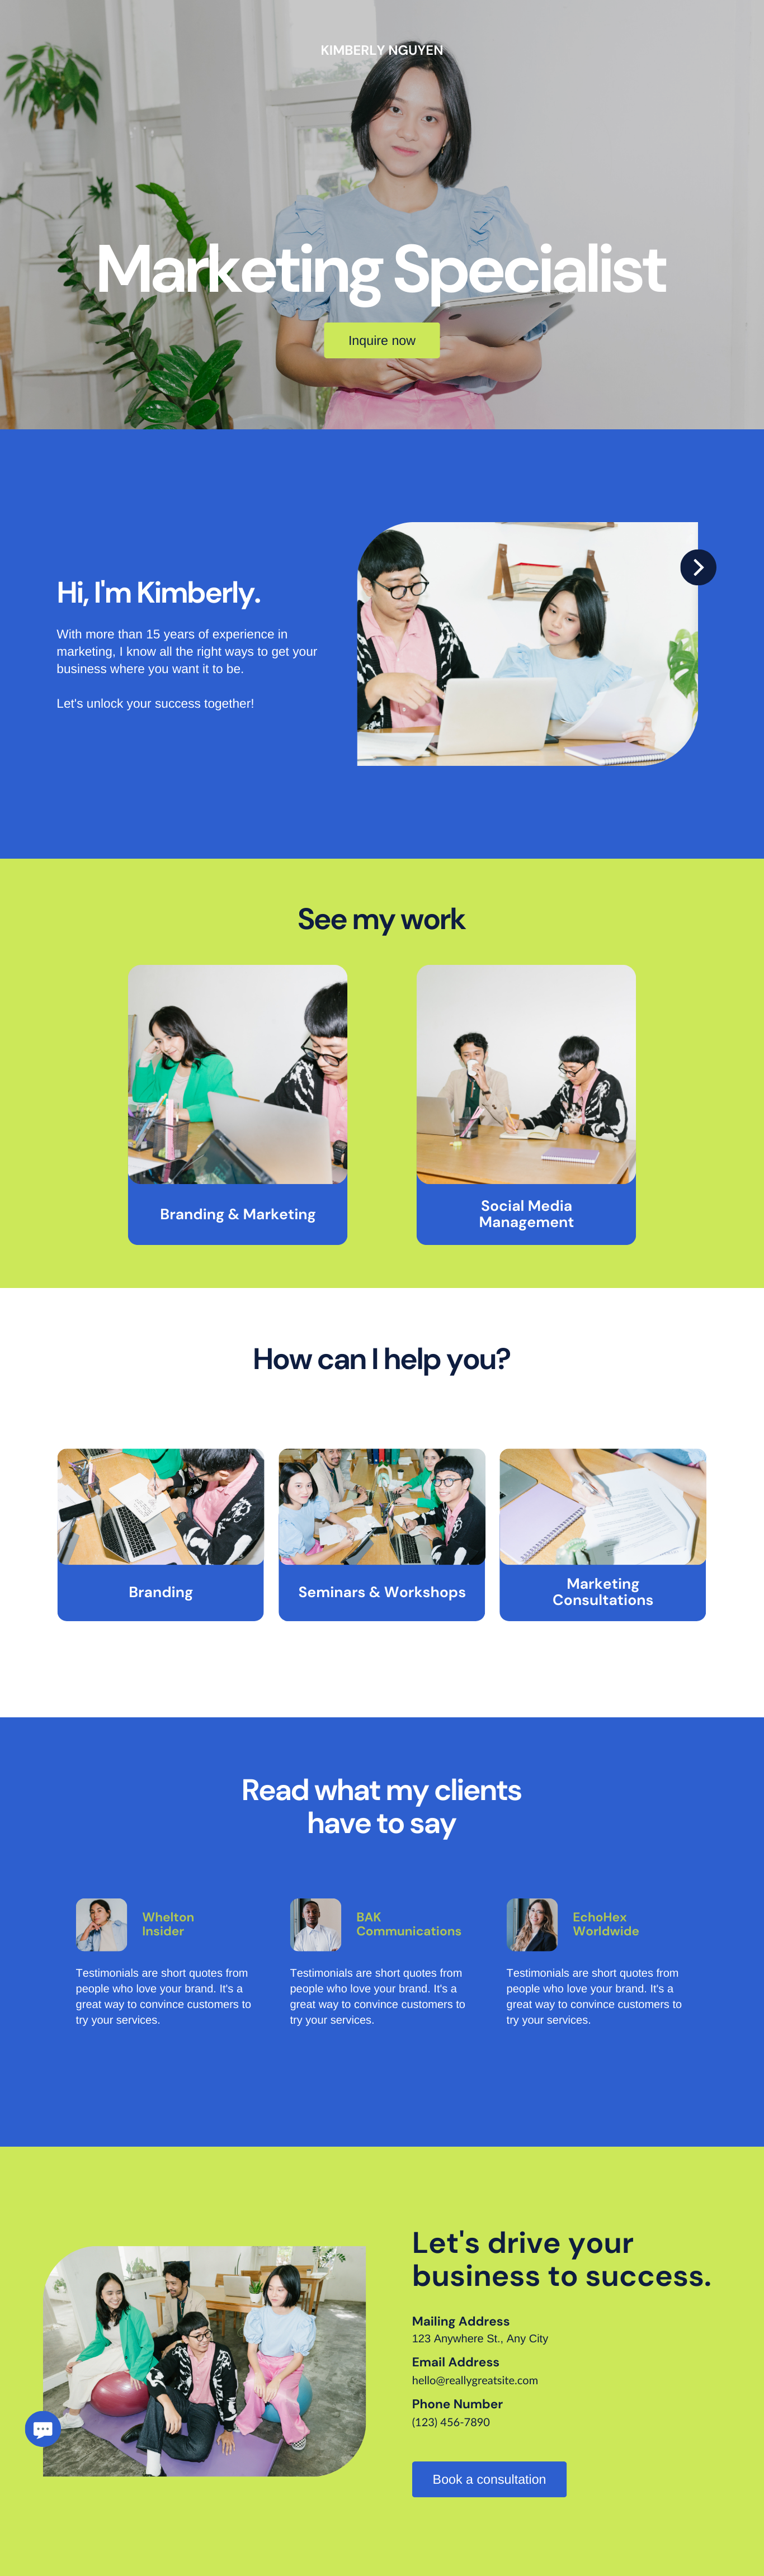 KIMBERLY NGUYEN
Marketing Specialist
Inquire now
Hi, I'm Kimberly.
With more than 15 years of experience in
marketing, I know all the right ways to get your
business where you want it to be.
Let's unlock your success together!
See my work
Branding & Marketing
Social Media
Management
How can I help you?
Branding
Seminars & Workshops
Marketing
Consultations
Read what my clients
have to say
Whelton
Insider
Testimonials are short quotes from
people who love your brand. It's a
great way to convince customers to
try your services.
BAK
Communications
Testimonials are short quotes from
people who love your brand. It's a
great way to convince customers to
try your services.
EchoHex
Worldwide
Testimonials are short quotes from
people who love your brand. It's a
great way to convince customers to
try your services.
Let's drive your
business to success.
Mailing Address
123 Anywhere St., Any City
Email Address
hello@reallygreatsite.com
Phone Number
(123) 456-7890
Book a consultation